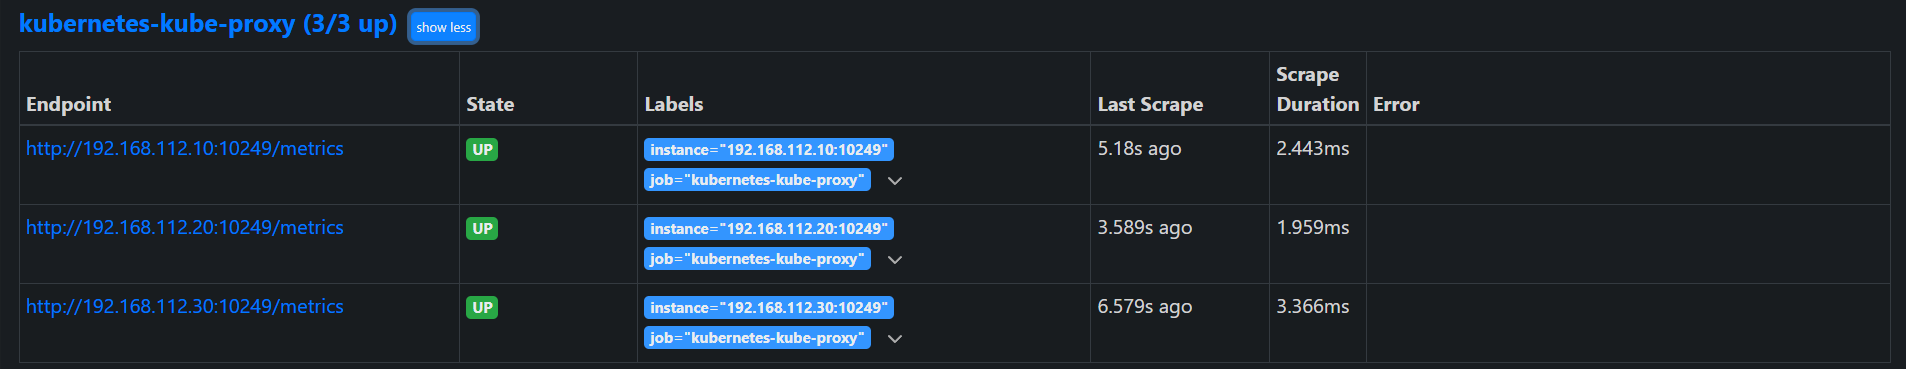 kubernetes-kube-proxy (3/3 up) show less
Endpoint State Labels Last Scrape Scrape Duration Error
http://192.168.112.10:10249/metrics UP instance="192.168.112.10:10249" 5.18s ago 2.443ms
job="kubernetes-kube-proxy"
http://192.168.112.20:10249/metrics UP instance="192.168.112.20:10249" 3.589s ago 1.959ms
job="kubernetes-kube-proxy"
http://192.168.112.30:10249/metrics UP instance="192.168.112.30:10249" 6.579s ago 3.366ms
job="kubernetes-kube-proxy"